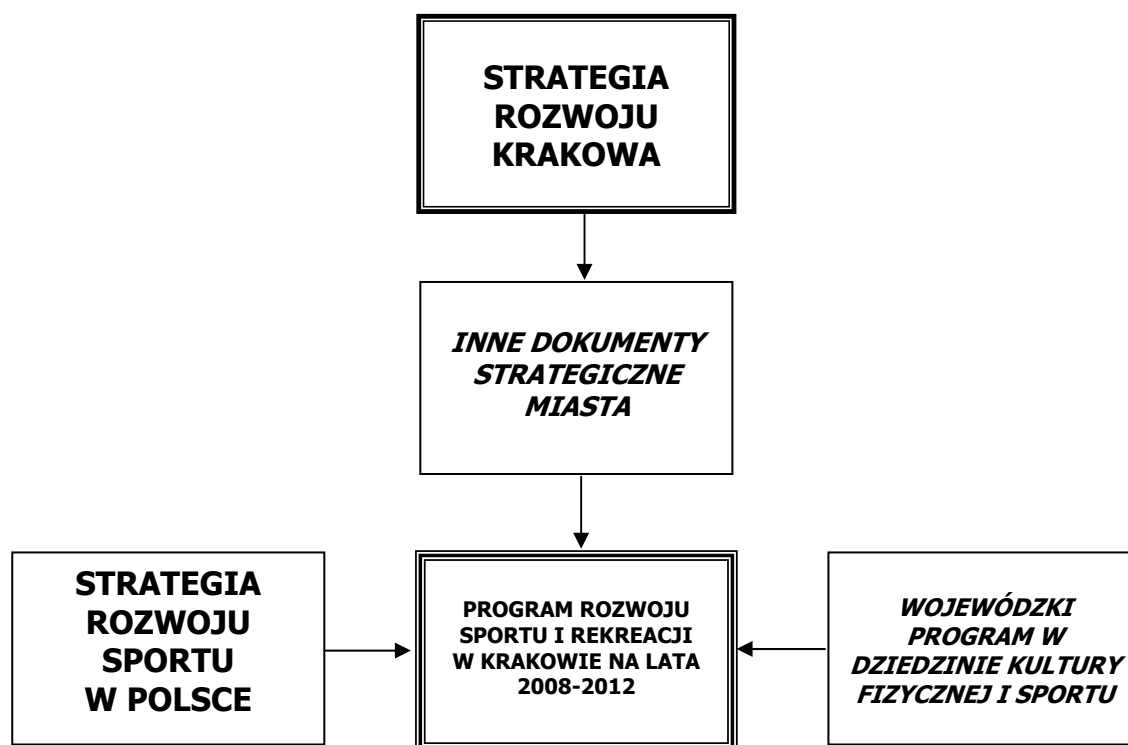 STRATEGIA
ROZWOJU
KRAKOWA
INNE DOKUMENTY
STRATEGICZNE
MIASTA
STRATEGIA
ROZWOJU
SPORTU
W POLSCE
PROGRAM ROZWOJU
SPORTU I REKREACJI
W KRAKOWIE NA LATA
2008-2012
WOJEWÓDZKI
PROGRAM W
DZIEDZINIE KULTURY
FIZYCZNEJ I SPORTU